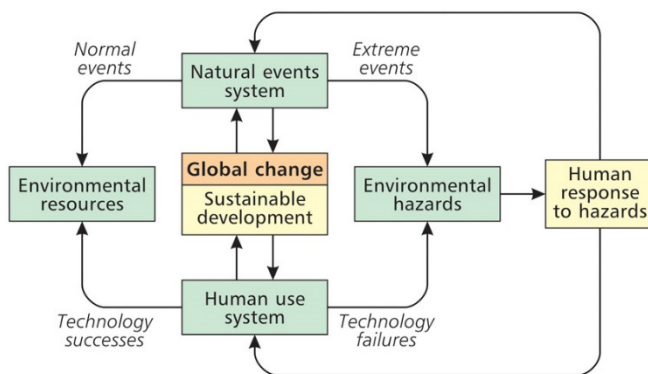 Normal
events
Extreme
events
Natural events
system
Global change
Sustainable
development
Environmental
resources
Environmental
hazards
Human
response
to hazards
Human use
system
Technology
successes
Technology
failures